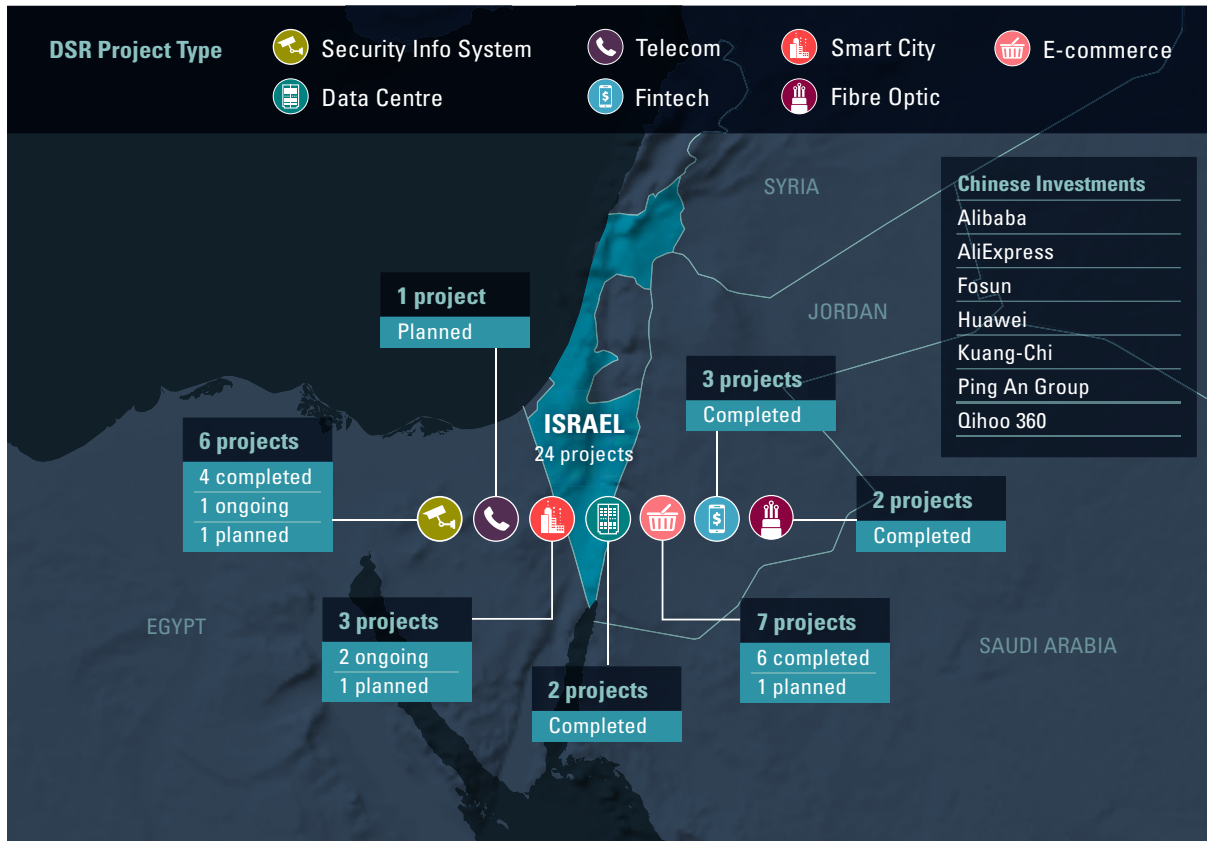 DSR Project Type
Security Info System
Telecom
Smart City
E-commerce
Data Centre
Fintech
Fibre Optic
SYRIA
Chinese Investments
Alibaba
AliExpress
Fosun
Huawei
Kuang-Chi
Ping An Group
Qihoo 360
1 project
Planned
JORDAN
3 projects
Completed
ISRAEL
24 projects
6 projects
4 completed
1 ongoing
1 planned
2 projects
Completed
EGYPT
3 projects
2 ongoing
1 planned
2 projects
Completed
7 projects
6 completed
1 planned
SAUDI ARABIA